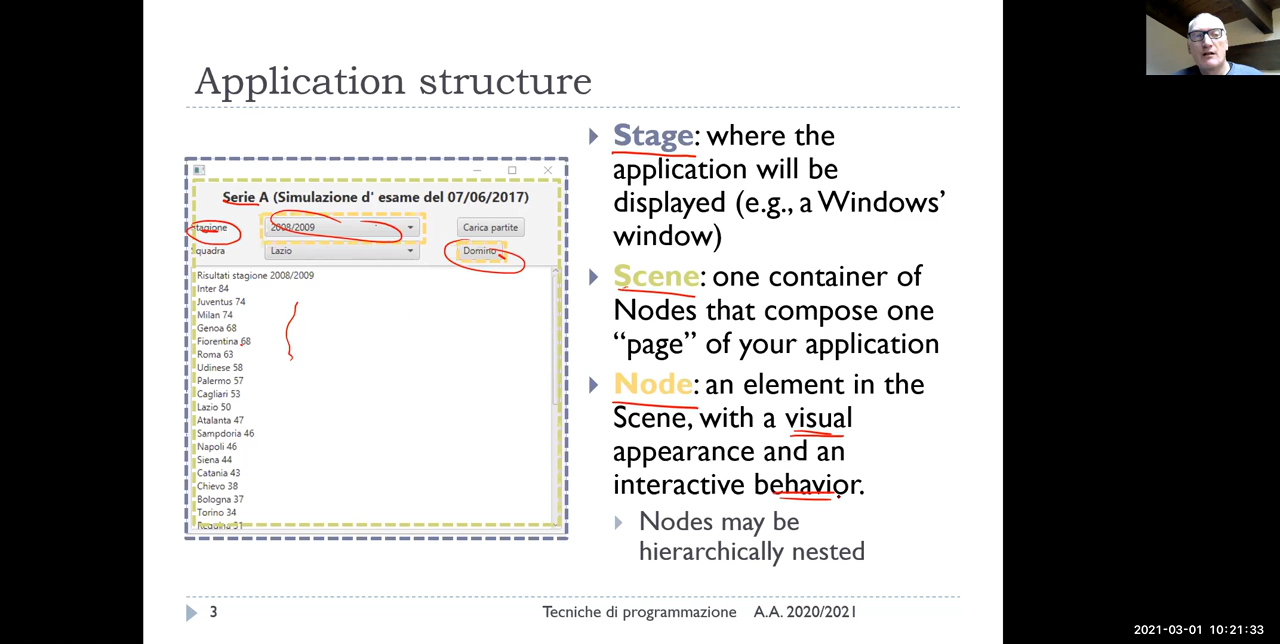 Application structure
Serie A (Simulazione d' esame del 07/06/2017)
Stagione
2008/2009
Carica partite
Squadra
Lazio
Domino
Risultati stagione 2008/2009
Inter 84
Juventus 74
Milan 74
Genoa 68
Fiorentina 68
Roma 63
Udinese 58
Palermo 57
Cagliari 53
Lazio 50
Atalanta 47
Sampdoria 46
Napoli 46
Siena 44
Catania 43
Chievo 38
Bologna 37
Torino 34
Reggina 31
Stage: where the
application will be
displayed (e.g., a Windows'
window)
Scene: one container of
Nodes that compose one
“page” of your application
Node: an element in the
Scene, with a visual
appearance and an
interactive behavior.
Nodes may be
hierarchically nested
3
Tecniche di programmazione A.A. 2020/2021
2021-03-01 10:21:33